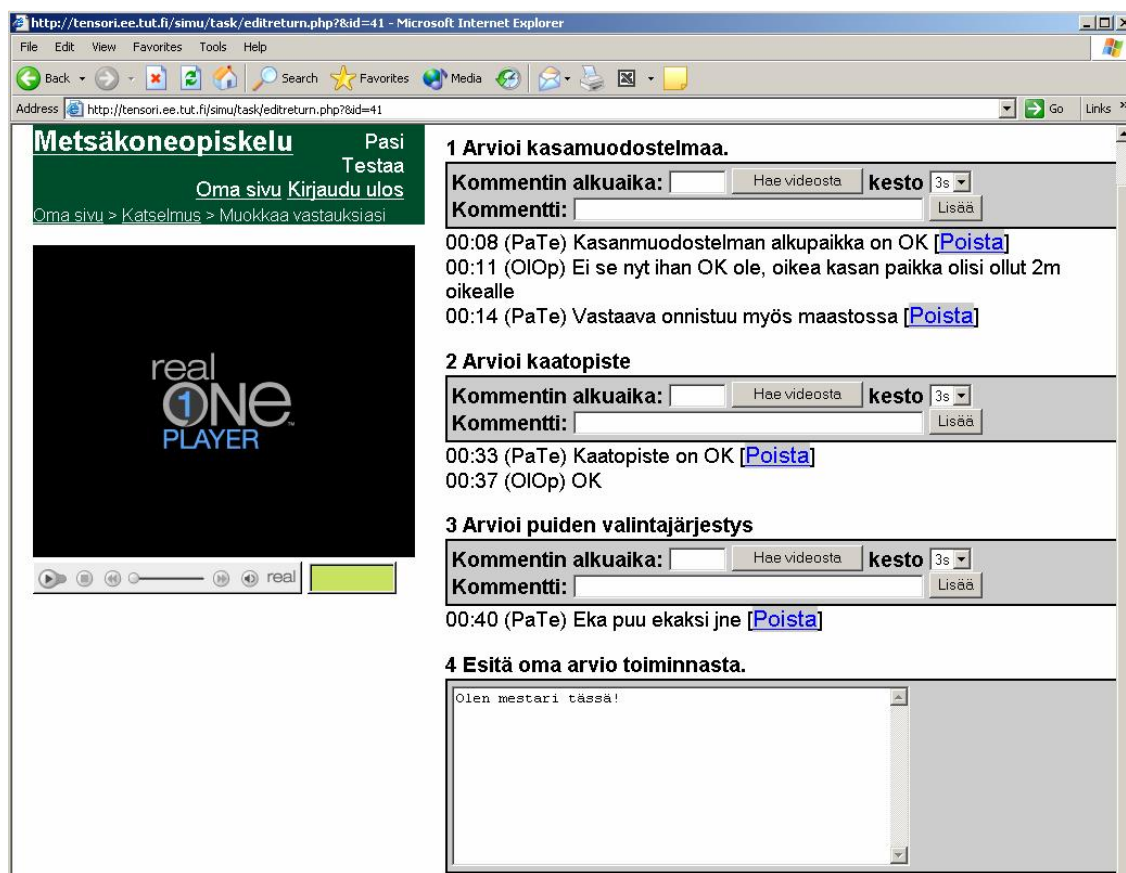 http://tensori.ee.tut.fi/simu/task/editreturn.php?&id=41 - Microsoft Internet Explorer
File Edit View Favorites Tools Help
Back Search Favorites Media
Address http://tensori.ee.tut.fi/simu/task/editreturn.php?&id=41 Go Links »
Metsäkoneopiskelu Pasi
Testaa
Oma sivu Kirjaudu ulos
Oma sivu > Katselmus > Muokkaa vastauksiasi
real
ONE
PLAYER
real
1 Arvioi kasamuodostelmaa.
Kommentin alkuaika: Hae videosta kesto 3s
Kommentti: Lisää
00:08 (PaTe) Kasanmuodostelman alkupaikka on OK [Poista]
00:11 (OlOp) Ei se nyt ihan OK ole, oikea kasan paikka olisi ollut 2m
oikealle
00:14 (PaTe) Vastaava onnistuu myös maastossa [Poista]
2 Arvioi kaatopiste
Kommentin alkuaika: Hae videosta kesto 3s
Kommentti: Lisää
00:33 (PaTe) Kaatopiste on OK [Poista]
00:37 (OlOp) OK
3 Arvioi puiden valintajärjestys
Kommentin alkuaika: Hae videosta kesto 3s
Kommentti: Lisää
00:40 (PaTe) Eka puu ekaksi jne [Poista]
4 Esitä oma arvio toiminnasta.
Olen mestari tässä!